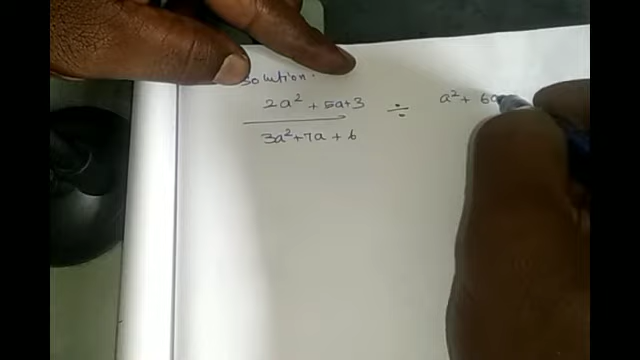 Solution.
2a² + 5a+3 ÷ a² + 6a
3a²+7a + 6